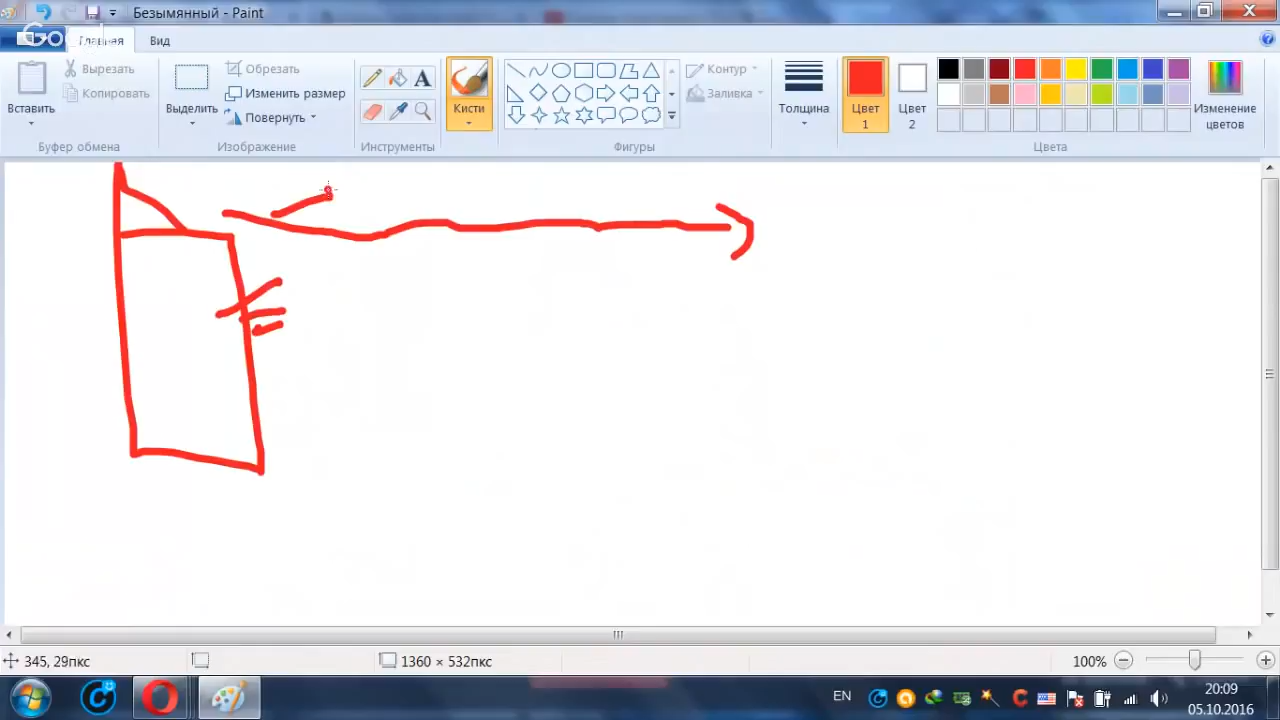 Безымянный - Paint
Главная
Вид
Вставить
Вырезать
Копировать
Буфер обмена
Выделить
Обрезать
Изменить размер
Повернуть
Изображение
A
Инструменты
Кисти
Контур
Заливка
Фигуры
Толщина
Цвет 1
Цвет 2
Изменение цветов
Цвета
345, 29пкс
1360 × 532пкс
100%
EN
20:09
05.10.2016